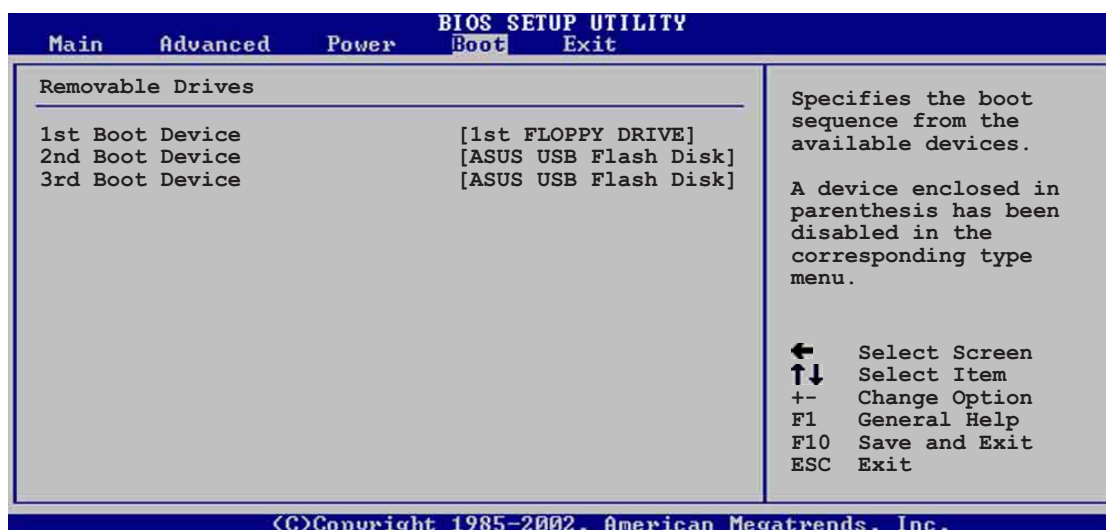 BIOS SETUP UTILITY
Main Advanced Power Boot Exit
Removable Drives
1st Boot Device [1st FLOPPY DRIVE]
2nd Boot Device [ASUS USB Flash Disk]
3rd Boot Device [ASUS USB Flash Disk]
Specifies the boot
sequence from the
available devices.
A device enclosed in
parenthesis has been
disabled in the
corresponding type
menu.
← Select Screen
↑↓ Select Item
+- Change Option
F1 General Help
F10 Save and Exit
ESC Exit
(C)Copyright 1985-2002, American Megatrends, Inc.